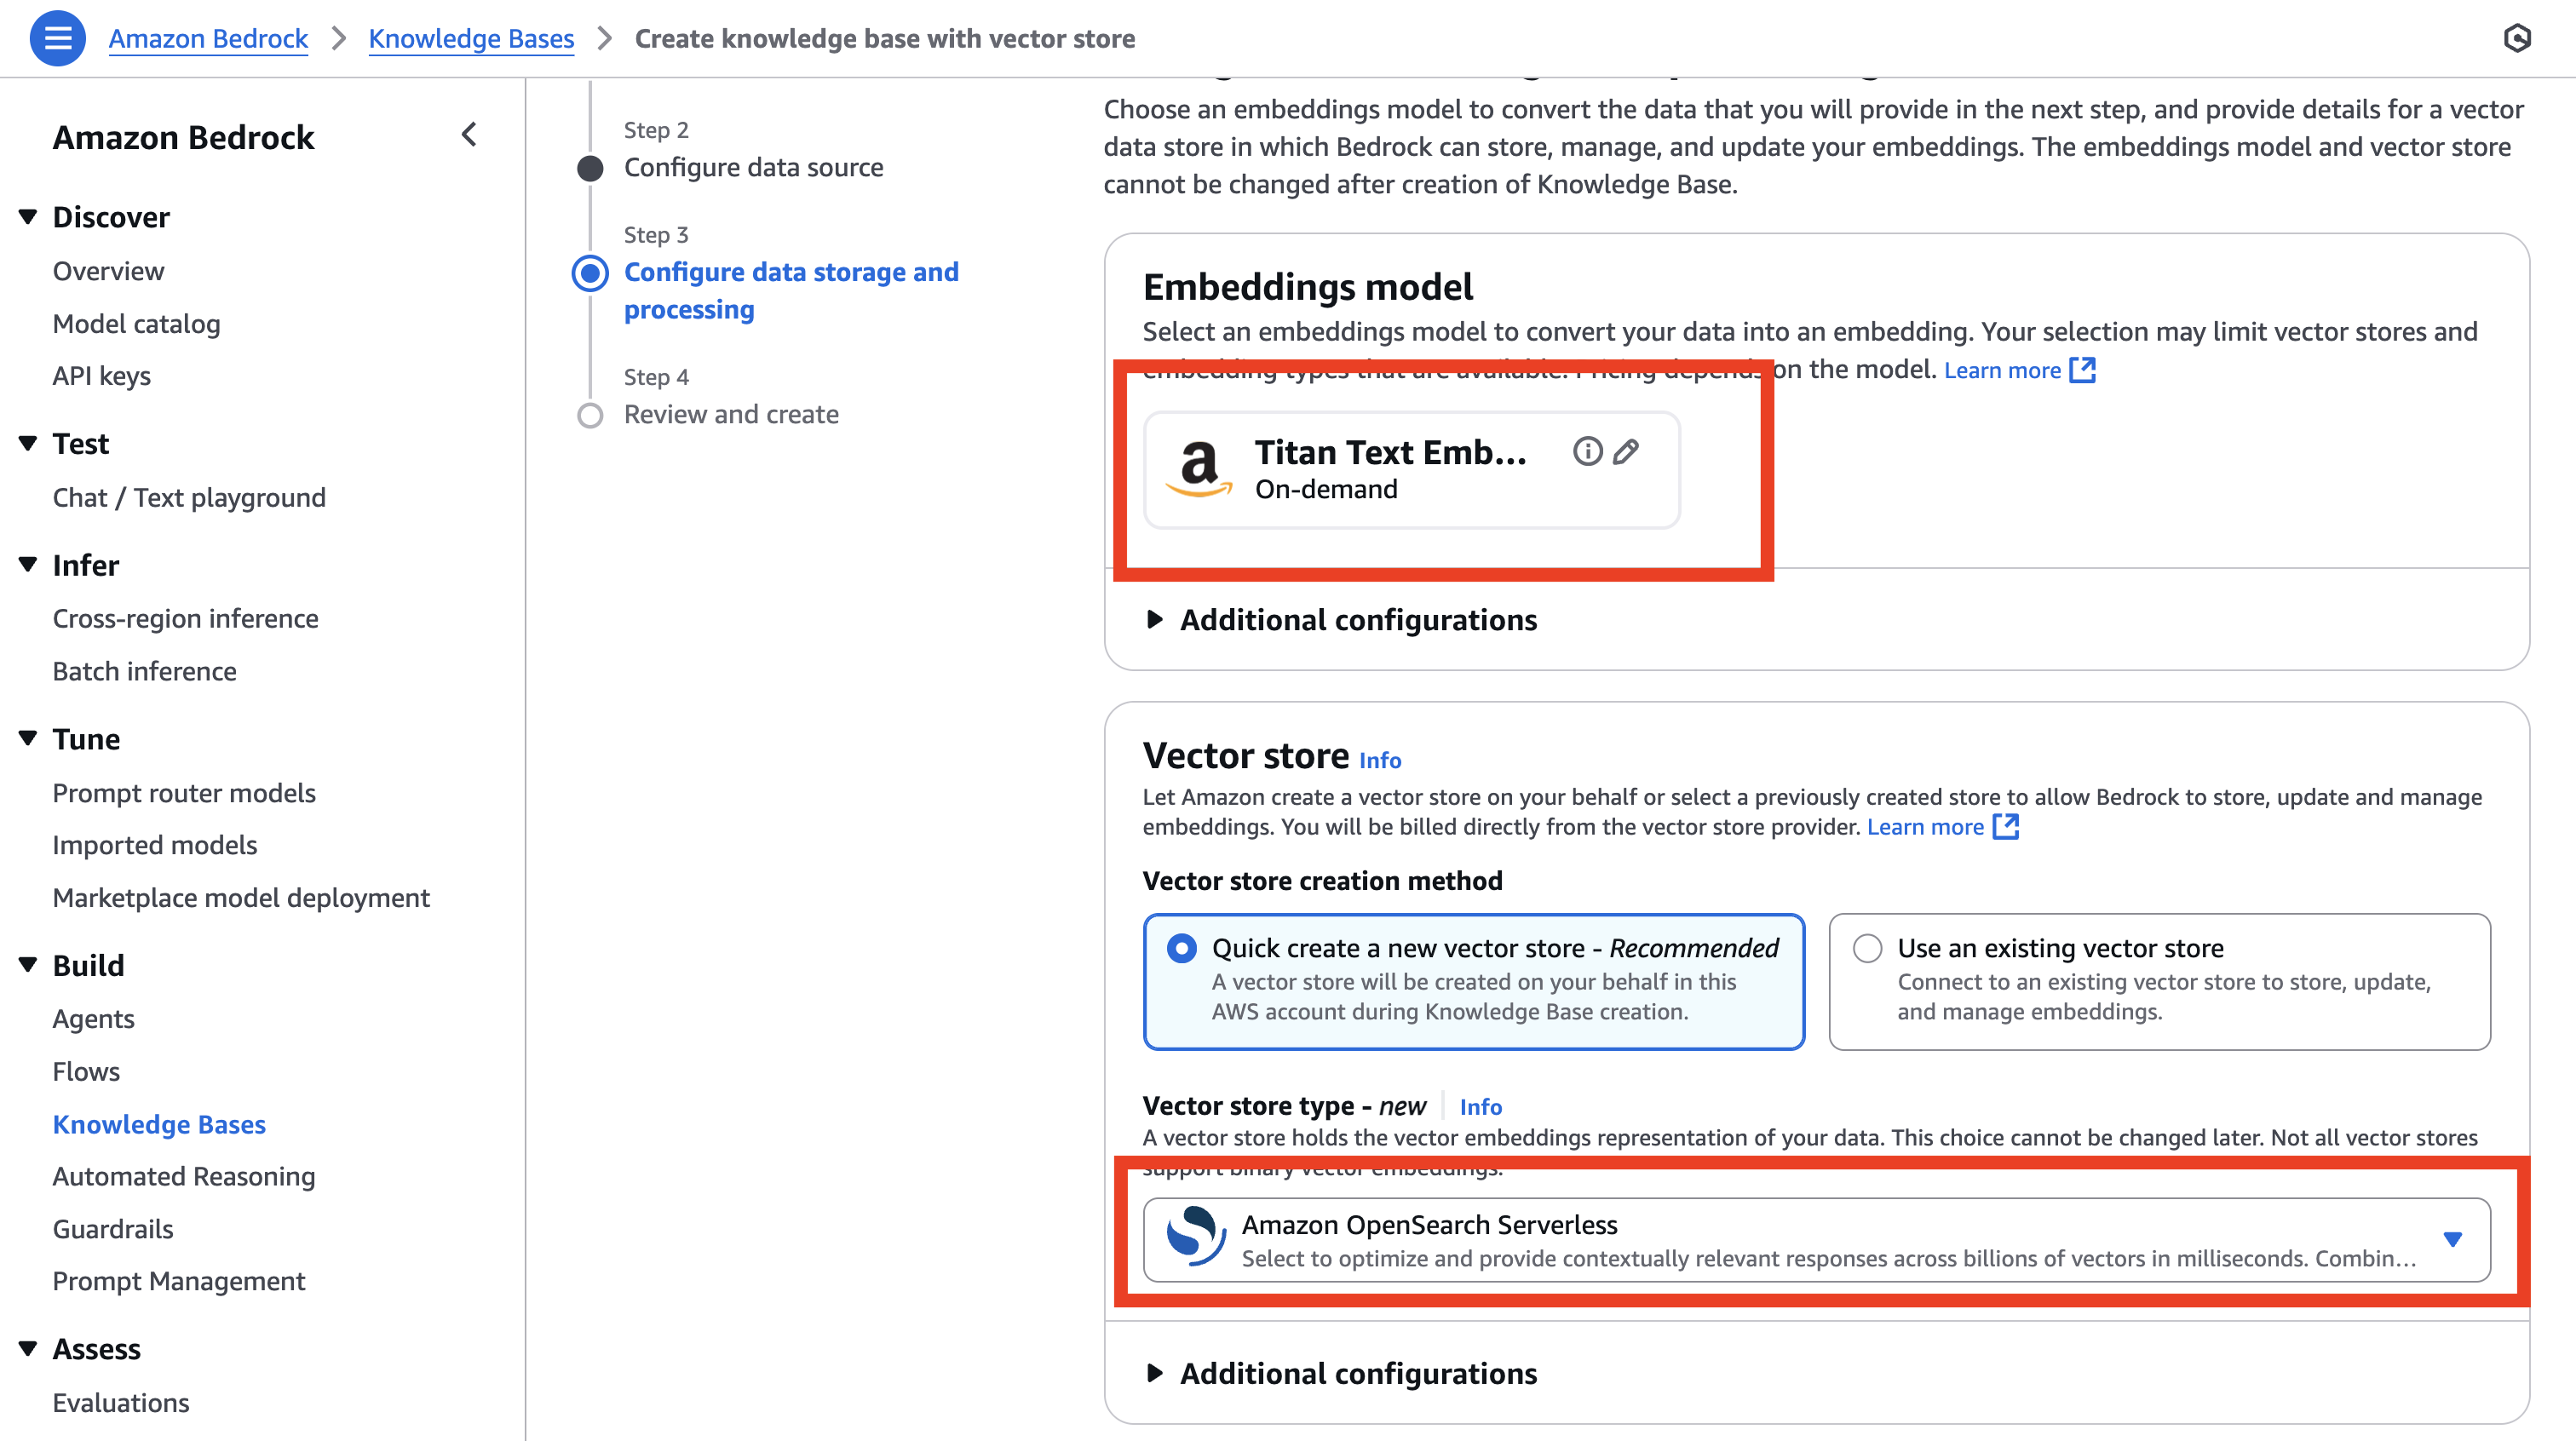 Amazon Bedrock
Knowledge Bases
Create knowledge base with vector store
Amazon Bedrock
Discover
Overview
Model catalog
API keys
Test
Chat / Text playground
Infer
Cross-region inference
Batch inference
Tune
Prompt router models
Imported models
Marketplace model deployment
Build
Agents
Flows
Knowledge Bases
Automated Reasoning
Guardrails
Prompt Management
Assess
Evaluations
Step 2
Configure data source
Step 3
Configure data storage and
processing
Step 4
Review and create
Choose an embeddings model to convert the data that you will provide in the next step, and provide details for a vector
data store in which Bedrock can store, manage, and update your embeddings. The embeddings model and vector store
cannot be changed after creation of Knowledge Base.
Embeddings model
Select an embeddings model to convert your data into an embedding. Your selection may limit vector stores and
embedding types that are available. Pricing depends on the model. Learn more
Titan Text Emb...
On-demand
Additional configurations
Vector store Info
Let Amazon create a vector store on your behalf or select a previously created store to allow Bedrock to store, update and manage
embeddings. You will be billed directly from the vector store provider. Learn more
Vector store creation method
Quick create a new vector store - Recommended
A vector store will be created on your behalf in this
AWS account during Knowledge Base creation.
Use an existing vector store
Connect to an existing vector store to store, update,
and manage embeddings.
Vector store type - new Info
A vector store holds the vector embeddings representation of your data. This choice cannot be changed later. Not all vector stores
support binary vector embeddings.
Amazon OpenSearch Serverless
Select to optimize and provide contextually relevant responses across billions of vectors in milliseconds. Combin...
Additional configurations